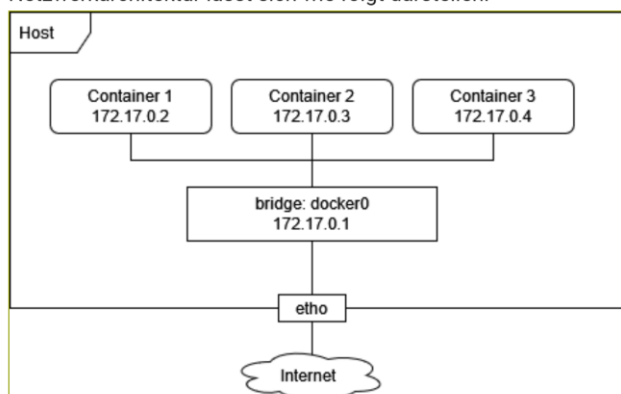 Netzwerkarchitektur lässt sich wie folgt darstellen:
Host
Container 1
172.17.0.2
Container 2
172.17.0.3
Container 3
172.17.0.4
bridge: docker0
172.17.0.1
etho
Internet